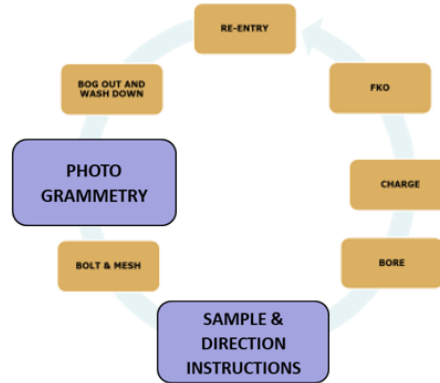 RE-ENTRY
BOG OUT AND
WASH DOWN
FKO
PHOTO
GRAMMETRY
CHARGE
BOLT & MESH
BORE
SAMPLE &
DIRECTION
INSTRUCTIONS